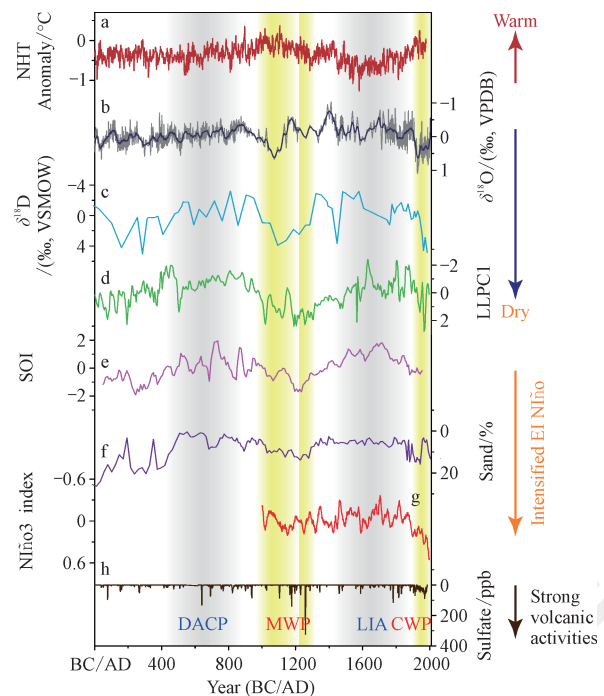 a
NHT
Anomaly/°C
0
−1
Warm
b
−1
0
1
δ¹⁸O/(‰, VPDB)
c
δ¹⁸D
/(‰, VSMOW)
−4
0
4
d
−2
0
2
LLPC1
Dry
e
SOI
2
0
−2
f
0
20
Sand/%
Intensified EI NIño
g
NIño3 index
−0.6
0
0.6
h
0
200
400
Sulfate/ppb
Strong
volcanic
activities
DACP
MWP
LIA
CWP
BC/AD
400
800
1200
1600
2000
Year (BC/AD)